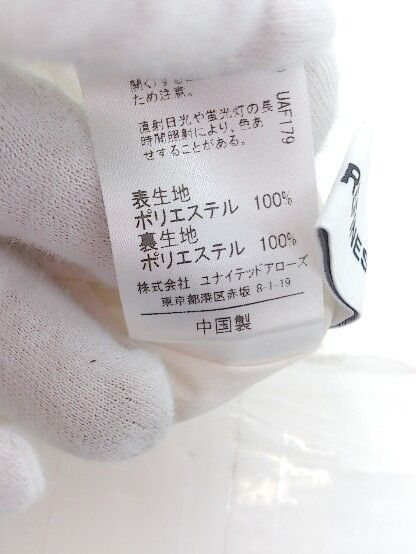 開く
ため注意。
直射日光や蛍光灯の長
時間照射により、色あ
せすることがある。
UAF179
表生地
ポリエステル 100%
裏生地
ポリエステル 100%
株式会社 ユナイテッドアローズ
東京都港区赤坂 8-1-19
中国製